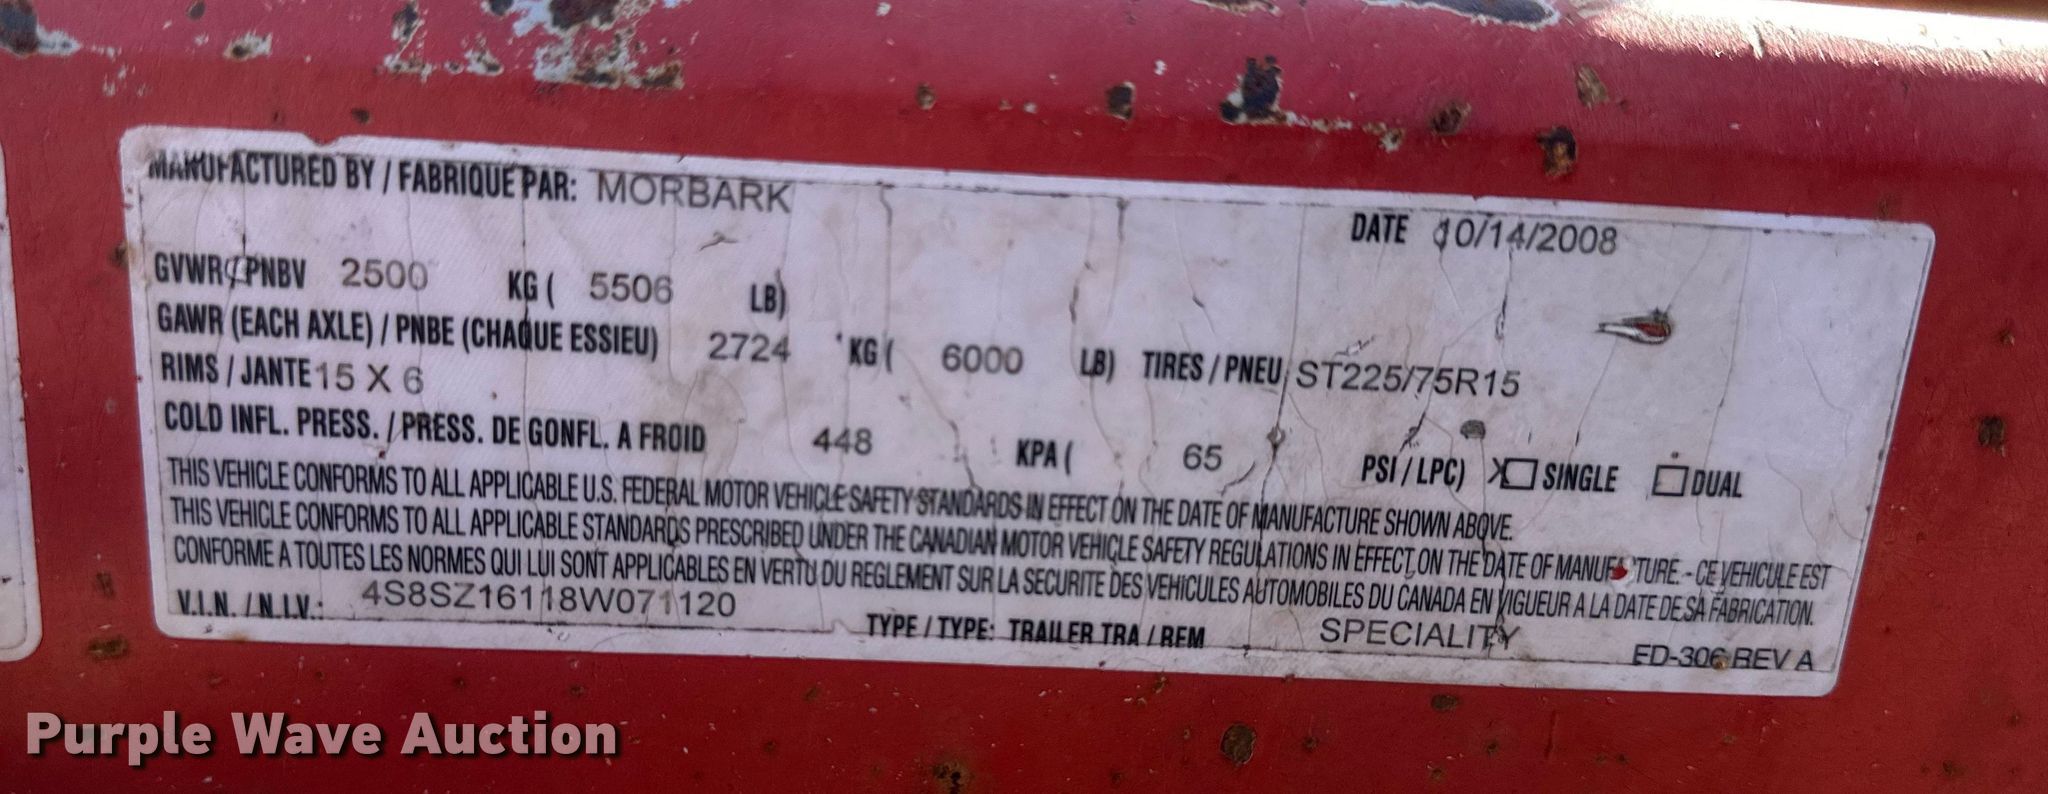 MANUFACTURED BY / FABRIQUE PAR: MORBARK
DATE 10/14/2008
GVWR / PNBV 2500 KG ( 5506 LB)
GAWR (EACH AXLE) / PNBE (CHAQUE ESSIEU) 2724 KG ( 6000 LB) TIRES / PNEU ST225/75R15
RIMS / JANTE 15 X 6
COLD INFL. PRESS. / PRESS. DE GONFL. A FROID 448 KPA ( 65 PSI / LPC) X SINGLE DUAL
THIS VEHICLE CONFORMS TO ALL APPLICABLE U.S. FEDERAL MOTOR VEHICLE SAFETY STANDARDS IN EFFECT ON THE DATE OF MANUFACTURE SHOWN ABOVE.
THIS VEHICLE CONFORMS TO ALL APPLICABLE STANDARDS PRESCRIBED UNDER THE CANADIAN MOTOR VEHICLE SAFETY REGULATIONS IN EFFECT ON THE DATE OF MANUFACTURE. - CE VEHICULE EST
CONFORME A TOUTES LES NORMES QUI LUI SONT APPLICABLES EN VERTU DU REGLEMENT SUR LA SECURITE DES VEHICULES AUTOMOBILES DU CANADA EN VIGUEUR A LA DATE DE SA FABRICATION.
V.I.N. / N.I.V.: 4S8SZ16118W071120 TYPE / TYPE: TRAILER TRA / REM SPECIALITY
FD-306 REV A
Purple Wave Auction